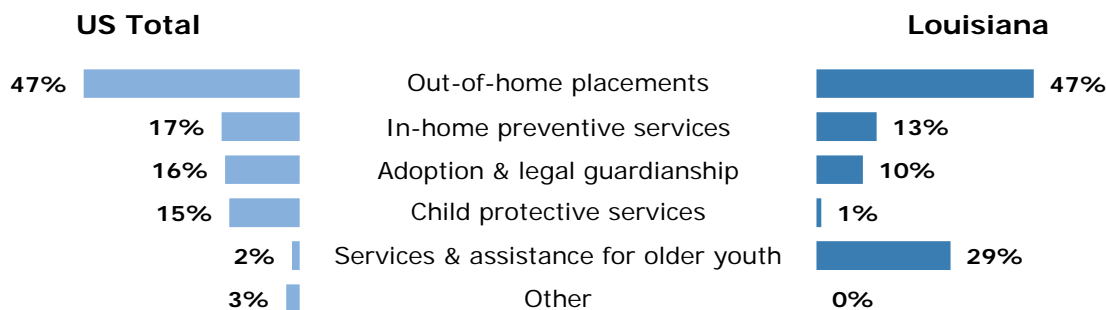 US Total Louisiana
47% Out-of-home placements 47%
17% In-home preventive services 13%
16% Adoption & legal guardianship 10%
15% Child protective services 1%
2% Services & assistance for older youth 29%
3% Other 0%